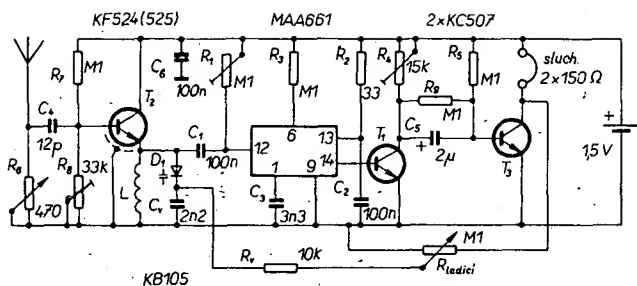 KF524(525) MAA661 2×KC507
R7 M1
C6 100n
R1 M1
R3 M1
R2 33
R4 15k
R5 M1
sluch. 2×150 Ω
T2
C4 12p
C1 100n
R9 M1
6
12 13
14
1 9
T1
C5
+ 2μ
T3
+ 1,5V
R6 470
R8 33k
L
D1
Cv 2n2
C3 3n3
C2 100n
M1
Rladicí
Rv 10k
KB105